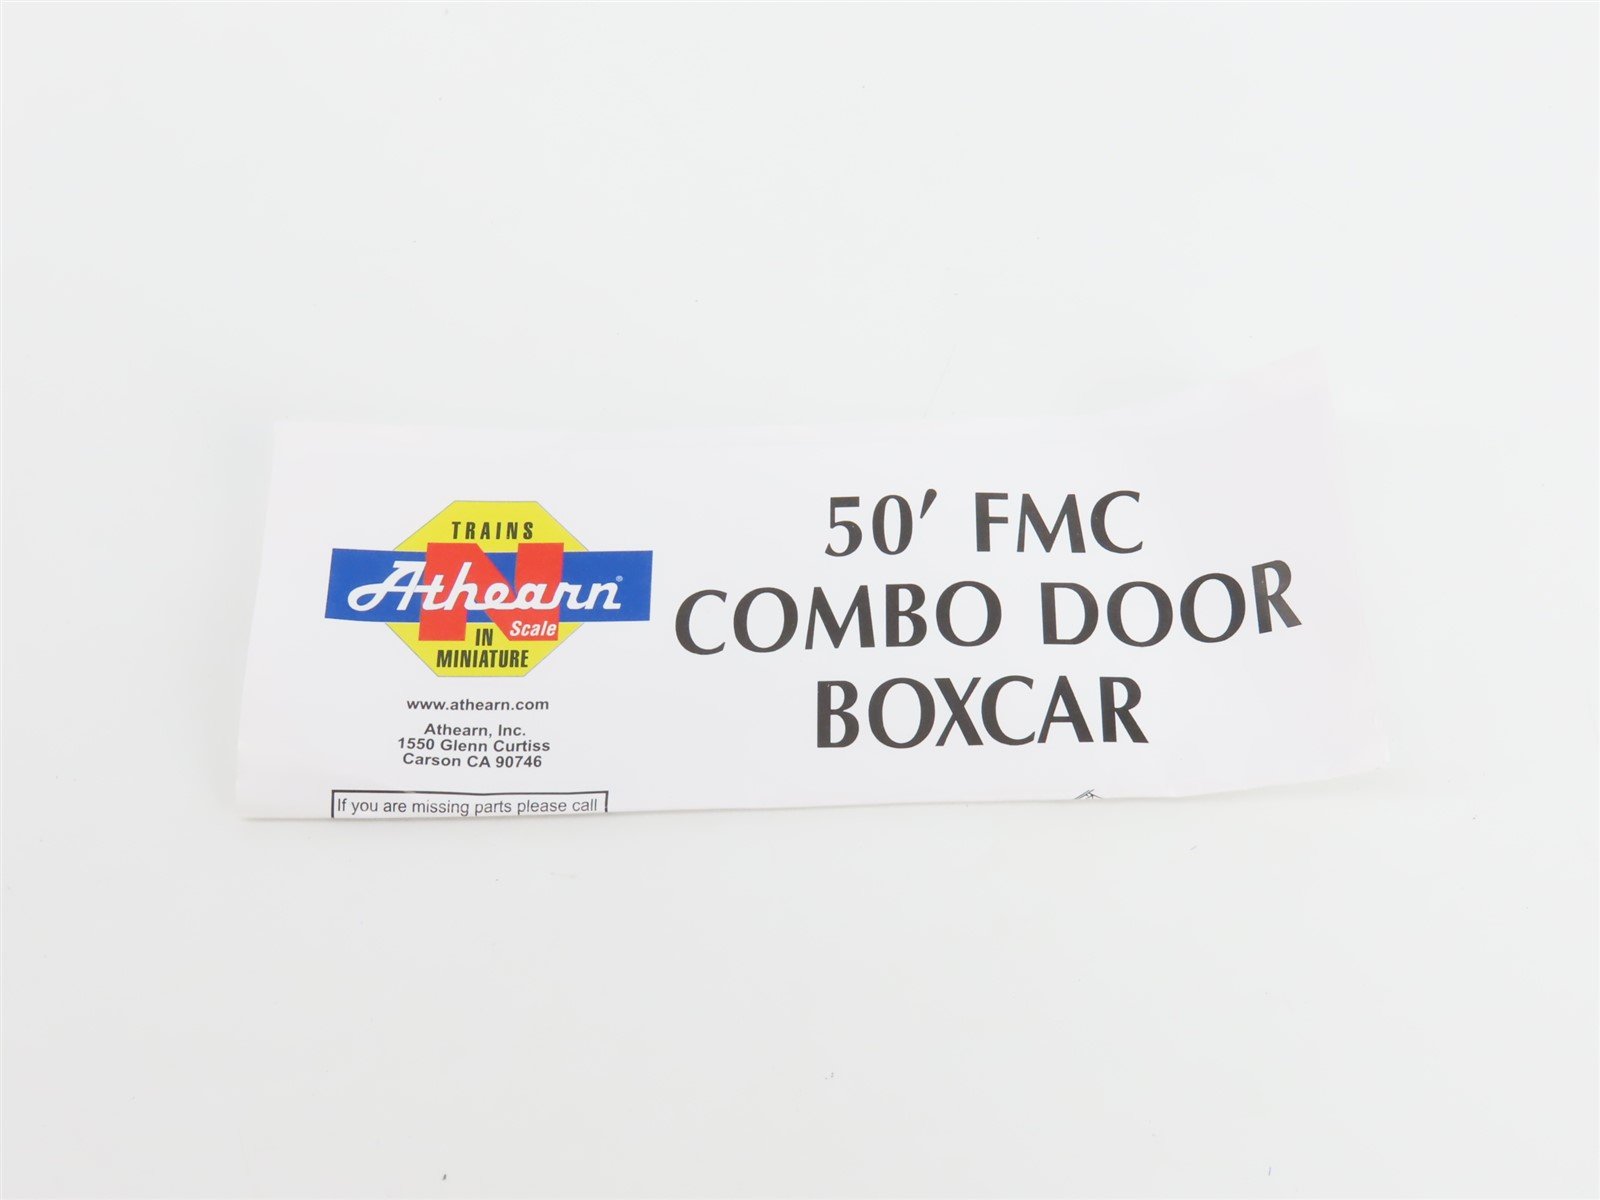 TRAINS
Athearn®
N Scale
IN
MINIATURE
www.athearn.com
Athearn, Inc.
1550 Glenn Curtiss
Carson CA 90746
If you are missing parts please call
50' FMC
COMBO DOOR
BOXCAR